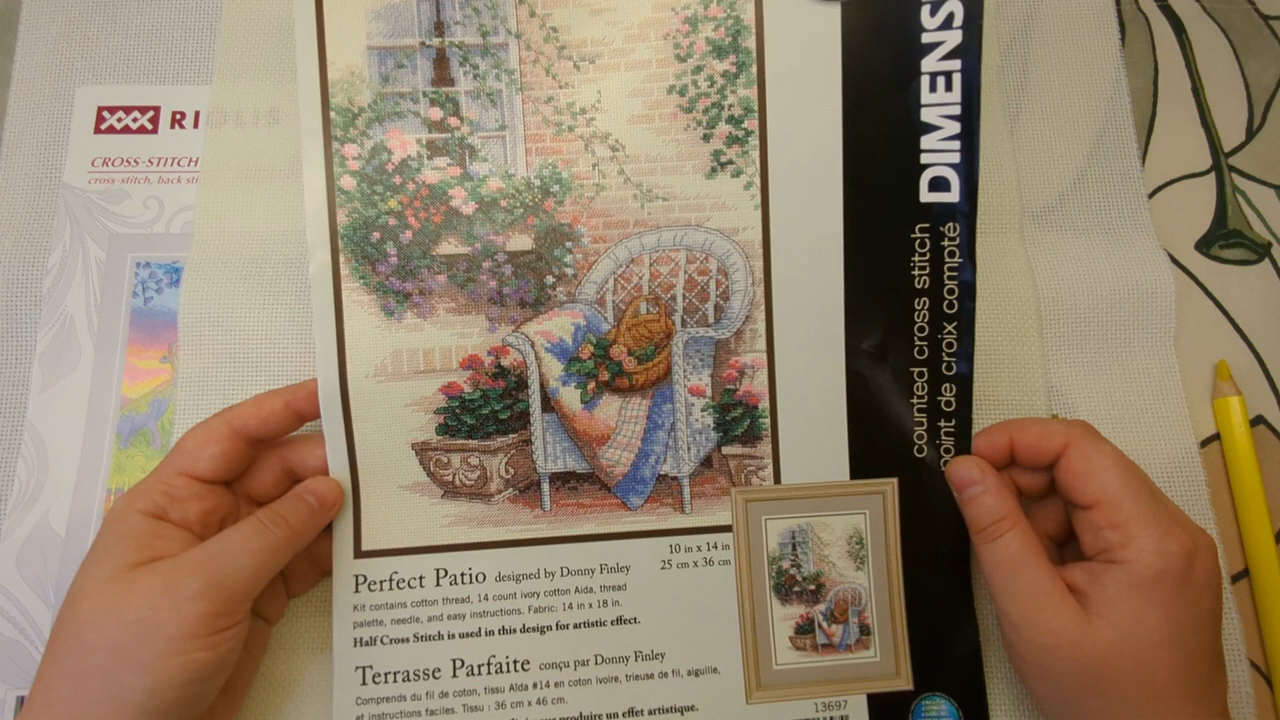 RI
CROSS-STITCH
cross-stitch, back sti
DIMENS
counted cross stitch
point de croix compté
10 in x 14 in
25 cm x 36 cm
Perfect Patio designed by Donny Finley
Kit contains cotton thread, 14 count ivory cotton Aida, thread
palette, needle, and easy instructions. Fabric: 14 in x 18 in.
Half Cross Stitch is used in this design for artistic effect.
Terrasse Parfaite conçu par Donny Finley
Comprends du fil de coton, tissu Aïda #14 en coton ivoire, trieuse de fil, aiguille,
et instructions faciles. Tissu : 36 cm x 46 cm.
produire un effet artistique.
13697